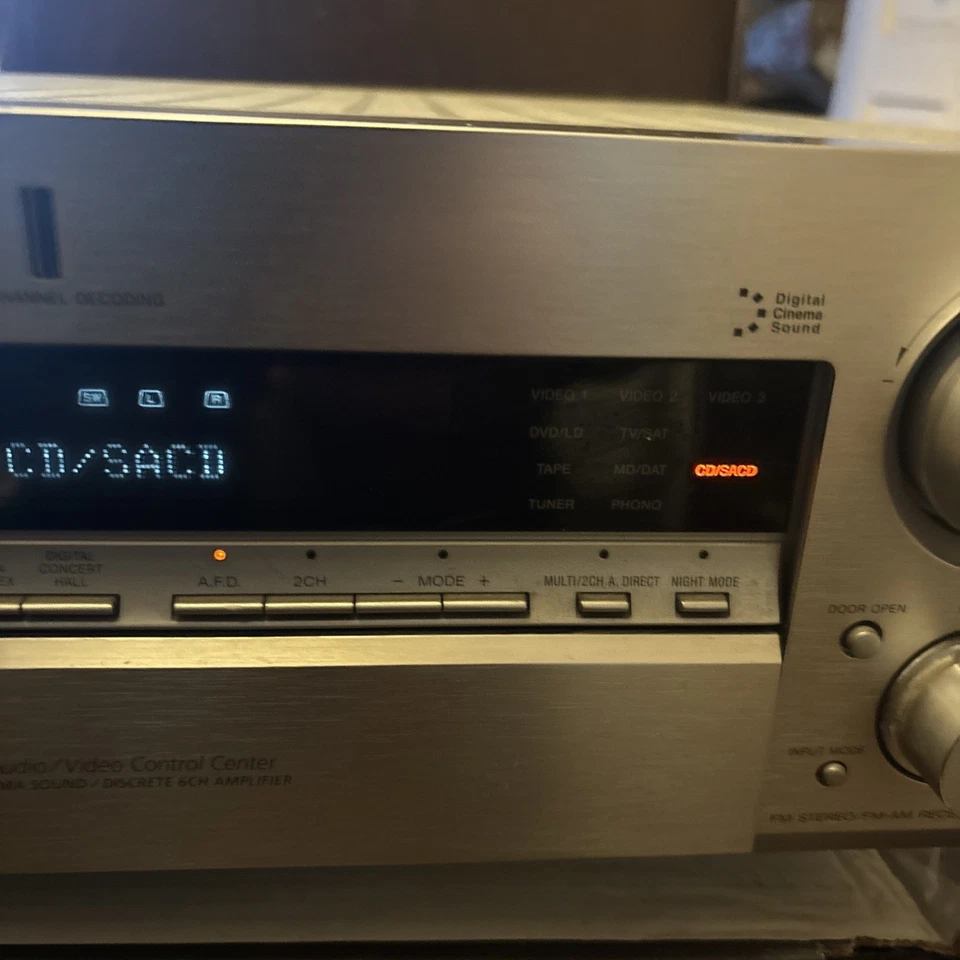 CHANNEL DECODING
Digital
Cinema
Sound
SW L R
CD/SACD
VIDEO 1 VIDEO 2 VIDEO 3
DVD/LD TV/SAT
TAPE MD/DAT CD/SACD
TUNER PHONO
DIGITAL
CONCERT
HALL
A.F.D. 2CH – MODE + MULTI/2CH A. DIRECT NIGHT MODE
DOOR OPEN
INPUT MODE
Audio/Video Control Center
SOUND / DISCRETE 6CH AMPLIFIER
FM STEREO/FM-AM